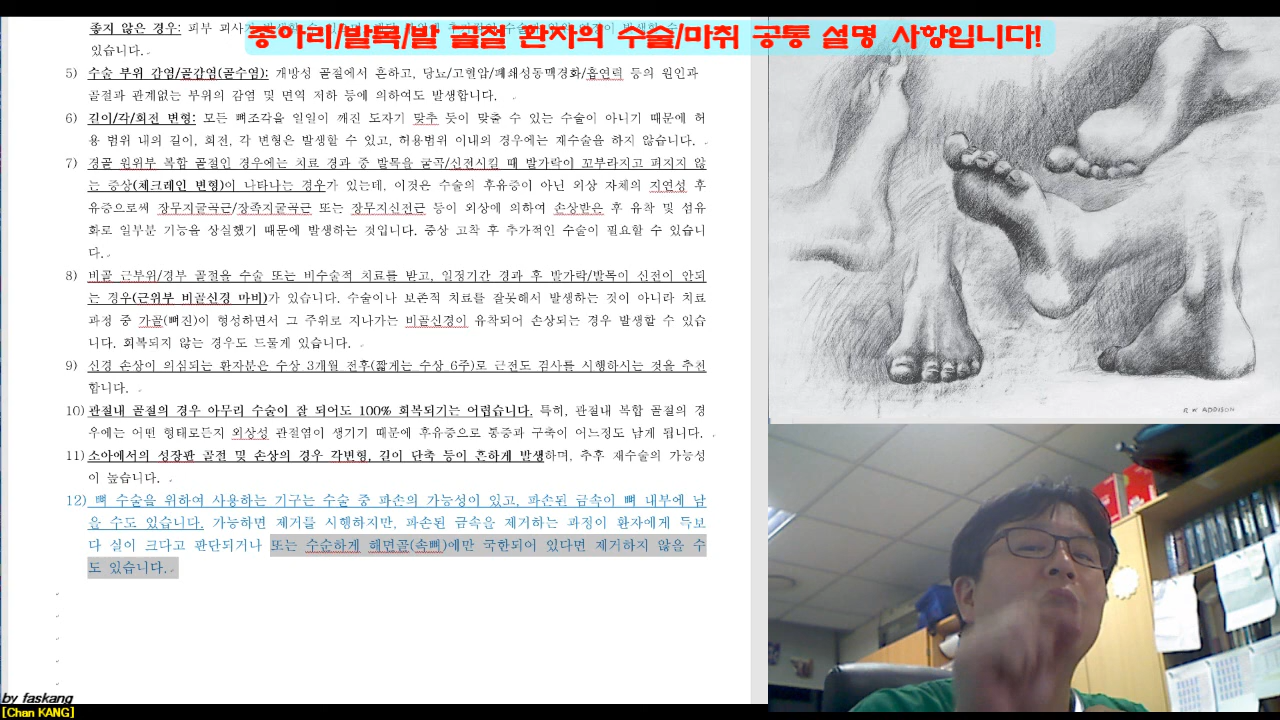 종아리/발목/발 골절 환자의 수술/마취 공통 설명 사항입니다!
좋지 않은 경우: 피부 괴사가
있습니다.
5) 수술 부위 감염/골감염(골수염): 개방성 골절에서 흔하고, 당뇨/고혈압/폐쇄성동맥경화/흡연력 등의 원인과
골절과 관계없는 부위의 감염 및 면역 저하 등에 의하여도 발생합니다.
6) 길이/각/회전 변형: 모든 뼈조각을 일일이 깨진 도자기 맞추 듯이 맞출 수 있는 수술이 아니기 때문에 허
용 범위 내의 길이, 회전, 각 변형은 발생할 수 있고, 허용범위 이내의 경우에는 재수술을 하지 않습니다.
7) 경골 원위부 복합 골절인 경우에는 치료 경과 중 발목을 굴곡/신전시킬 때 발가락이 꼬부라지고 펴지지 않
는 증상(체크레인 변형)이 나타나는 경우가 있는데, 이것은 수술의 후유증이 아닌 외상 자체의 지연성 후
유증으로써 장무지굴곡근/장족지굴곡근 또는 장무지신전근 등이 외상에 의하여 손상받은 후 유착 및 섬유
화로 일부분 기능을 상실했기 때문에 발생하는 것입니다. 증상 고착 후 추가적인 수술이 필요할 수 있습니
다.
8) 비골 근부위/경부 골절을 수술 또는 비수술적 치료를 받고, 일정기간 경과 후 발가락/발목이 신전이 안되
는 경우(근위부 비골신경 마비)가 있습니다. 수술이나 보존적 치료를 잘못해서 발생하는 것이 아니라 치료
과정 중 가골(뼈진)이 형성하면서 그 주위로 지나가는 비골신경이 유착되어 손상되는 경우 발생할 수 있습
니다. 회복되지 않는 경우도 드물게 있습니다.
9) 신경 손상이 의심되는 환자분은 수상 3개월 전후(짧게는 수상 6주)로 근전도 검사를 시행하시는 것을 추천
합니다.
10) 관절내 골절의 경우 아무리 수술이 잘 되어도 100% 회복되기는 어렵습니다. 특히, 관절내 복합 골절의 경
우에는 어떤 형태로든지 외상성 관절염이 생기기 때문에 후유증으로 통증과 구축이 어느정도 남게 됩니다.
11) 소아에서의 성장판 골절 및 손상의 경우 각변형, 길이 단축 등이 흔하게 발생하며, 추후 재수술의 가능성
이 높습니다.
12) 뼈 수술을 위하여 사용하는 기구는 수술 중 파손의 가능성이 있고, 파손된 금속이 뼈 내부에 남
을 수도 있습니다. 가능하면 제거를 시행하지만, 파손된 금속을 제거하는 과정이 환자에게 득보
다 실이 크다고 판단되거나 또는 수순하게 해면골(속뼈)에만 국한되어 있다면 제거하지 않을 수
도 있습니다.
R W ADDISON
by faskang
[Chan KANG]